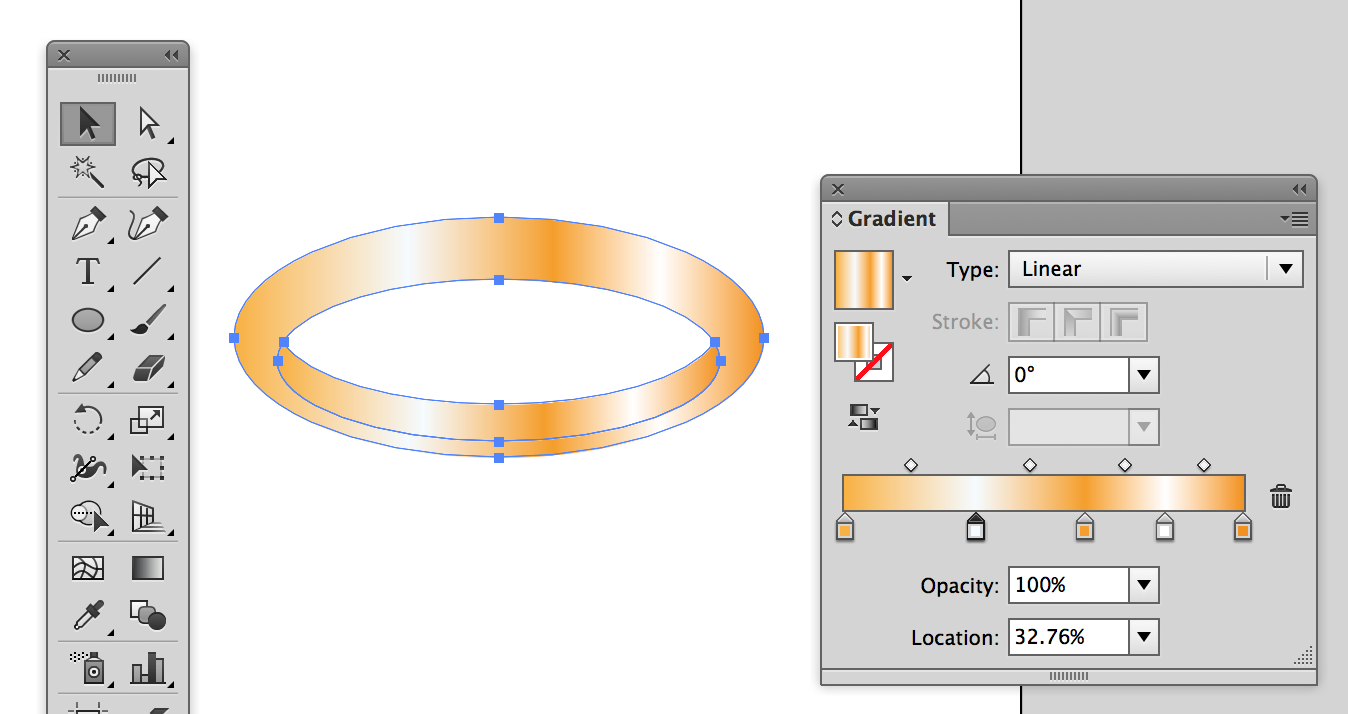 Gradient
Type: Linear
Stroke:
0°
Opacity: 100%
Location: 32.76%
T